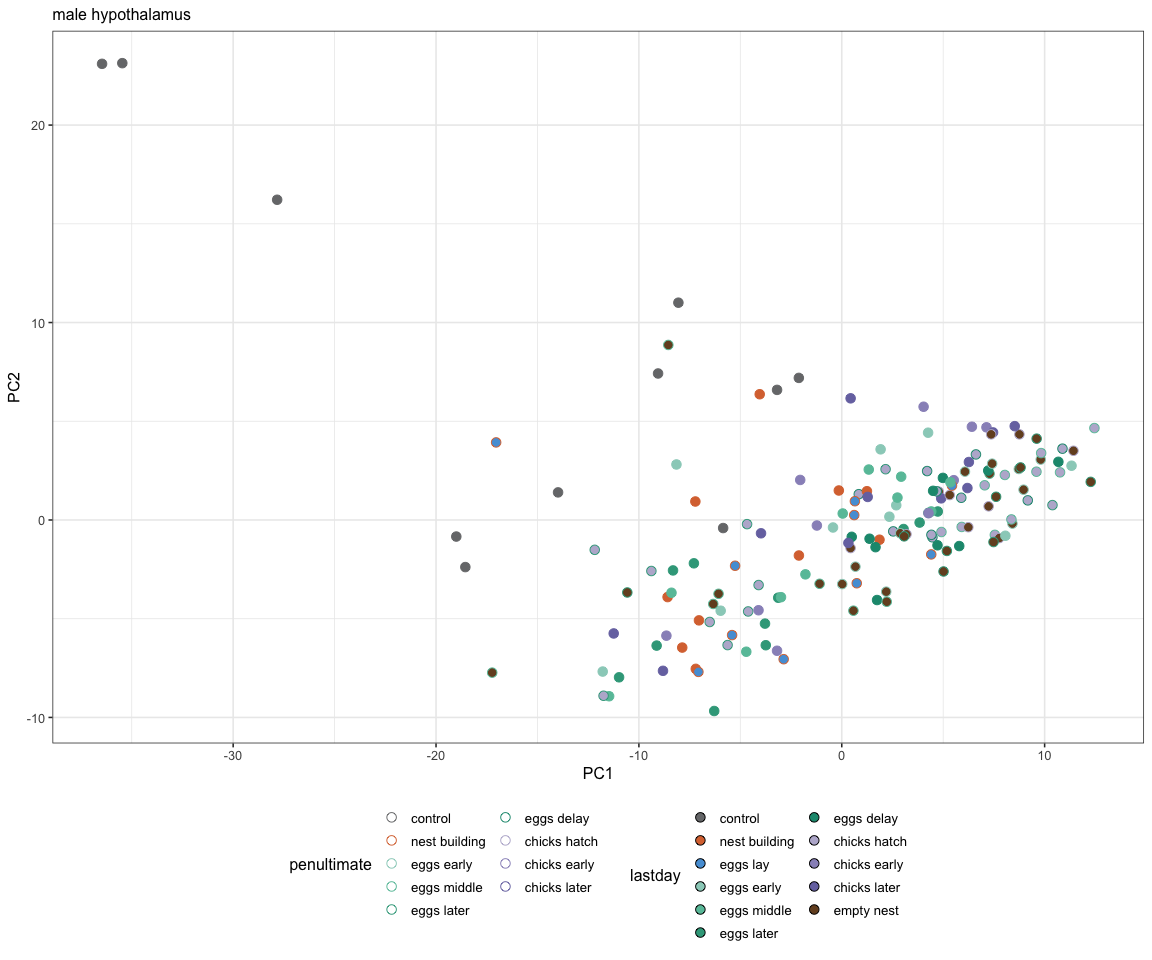 male hypothalamus
20
10
0
-10
PC2
-30
-20
-10
0
10
PC1
penultimate
control
nest building
eggs early
eggs middle
eggs later
eggs delay
chicks hatch
chicks early
chicks later
lastday
control
nest building
eggs lay
eggs early
eggs middle
eggs later
eggs delay
chicks hatch
chicks early
chicks later
empty nest